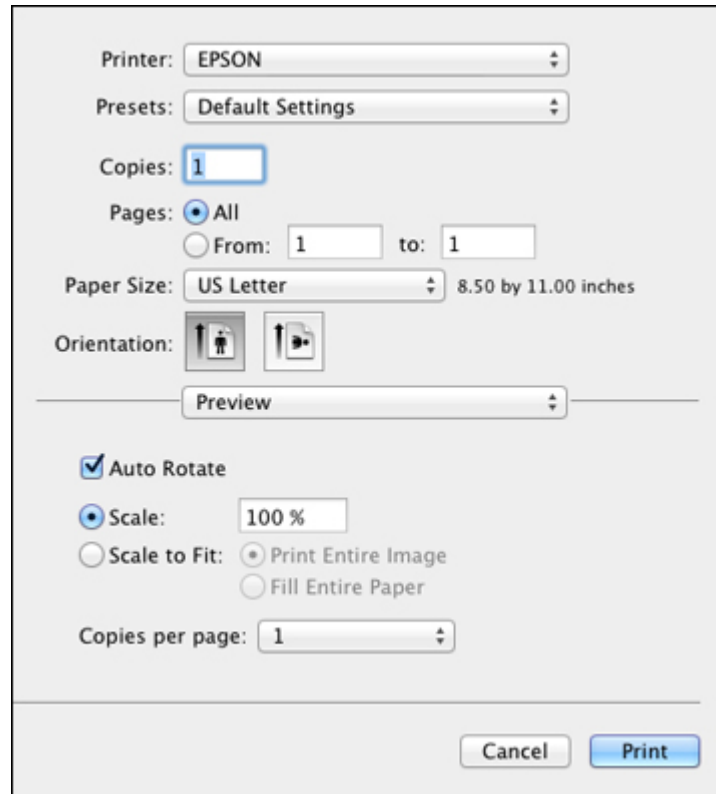 Printer: EPSON
Presets: Default Settings
Copies: 1
Pages: All
From: 1 to: 1
Paper Size: US Letter 8.50 by 11.00 inches
Orientation:
Preview
Auto Rotate
Scale: 100 %
Scale to Fit: Print Entire Image
Fill Entire Paper
Copies per page: 1
Cancel Print